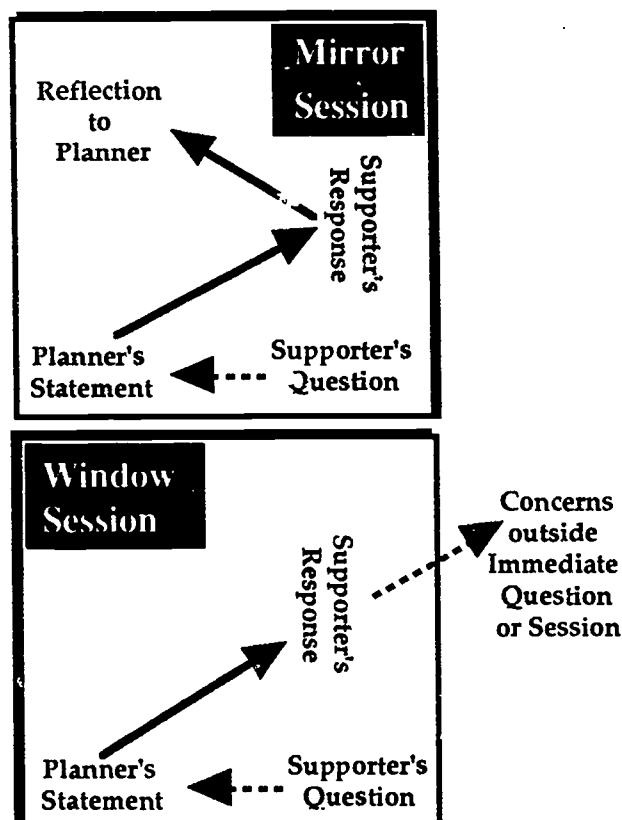 Mirror
Session
Reflection
to
Planner
Supporter's
Response
Planner's
Statement
Supporter's
Question
Window
Session
Supporter's
Response
Concerns
outside
Immediate
Question
or Session
Planner's
Statement
Supporter's
Question